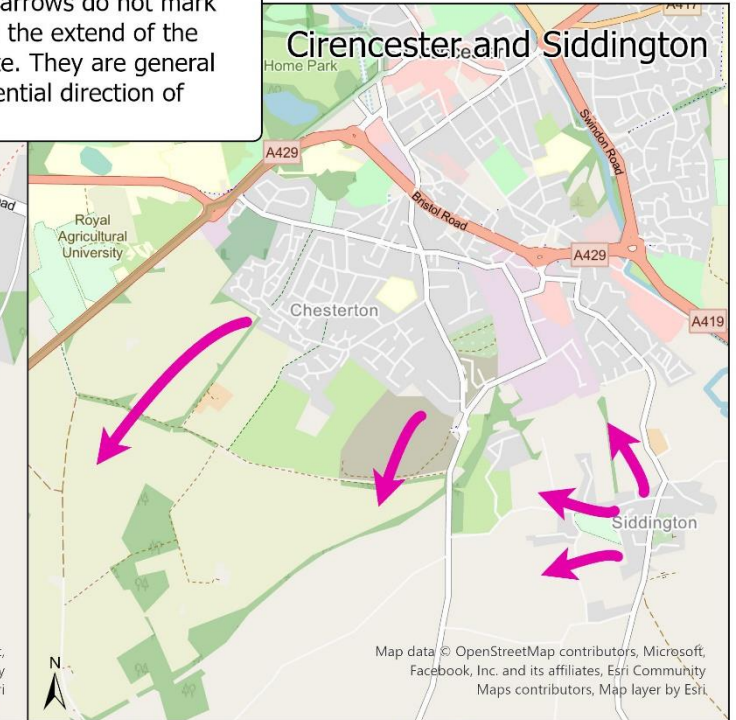 arrows do not mark
the extend of the
e. They are general
ential direction of
Cirencester and Siddington
A417
Home Park
A429
Swindon Road
Bristol Road
Royal
Agricultural
University
A429
Chesterton
A419
Siddington
Map data © OpenStreetMap contributors, Microsoft,
Facebook, Inc. and its affiliates, Esri Community
Maps contributors, Map layer by Esri
N